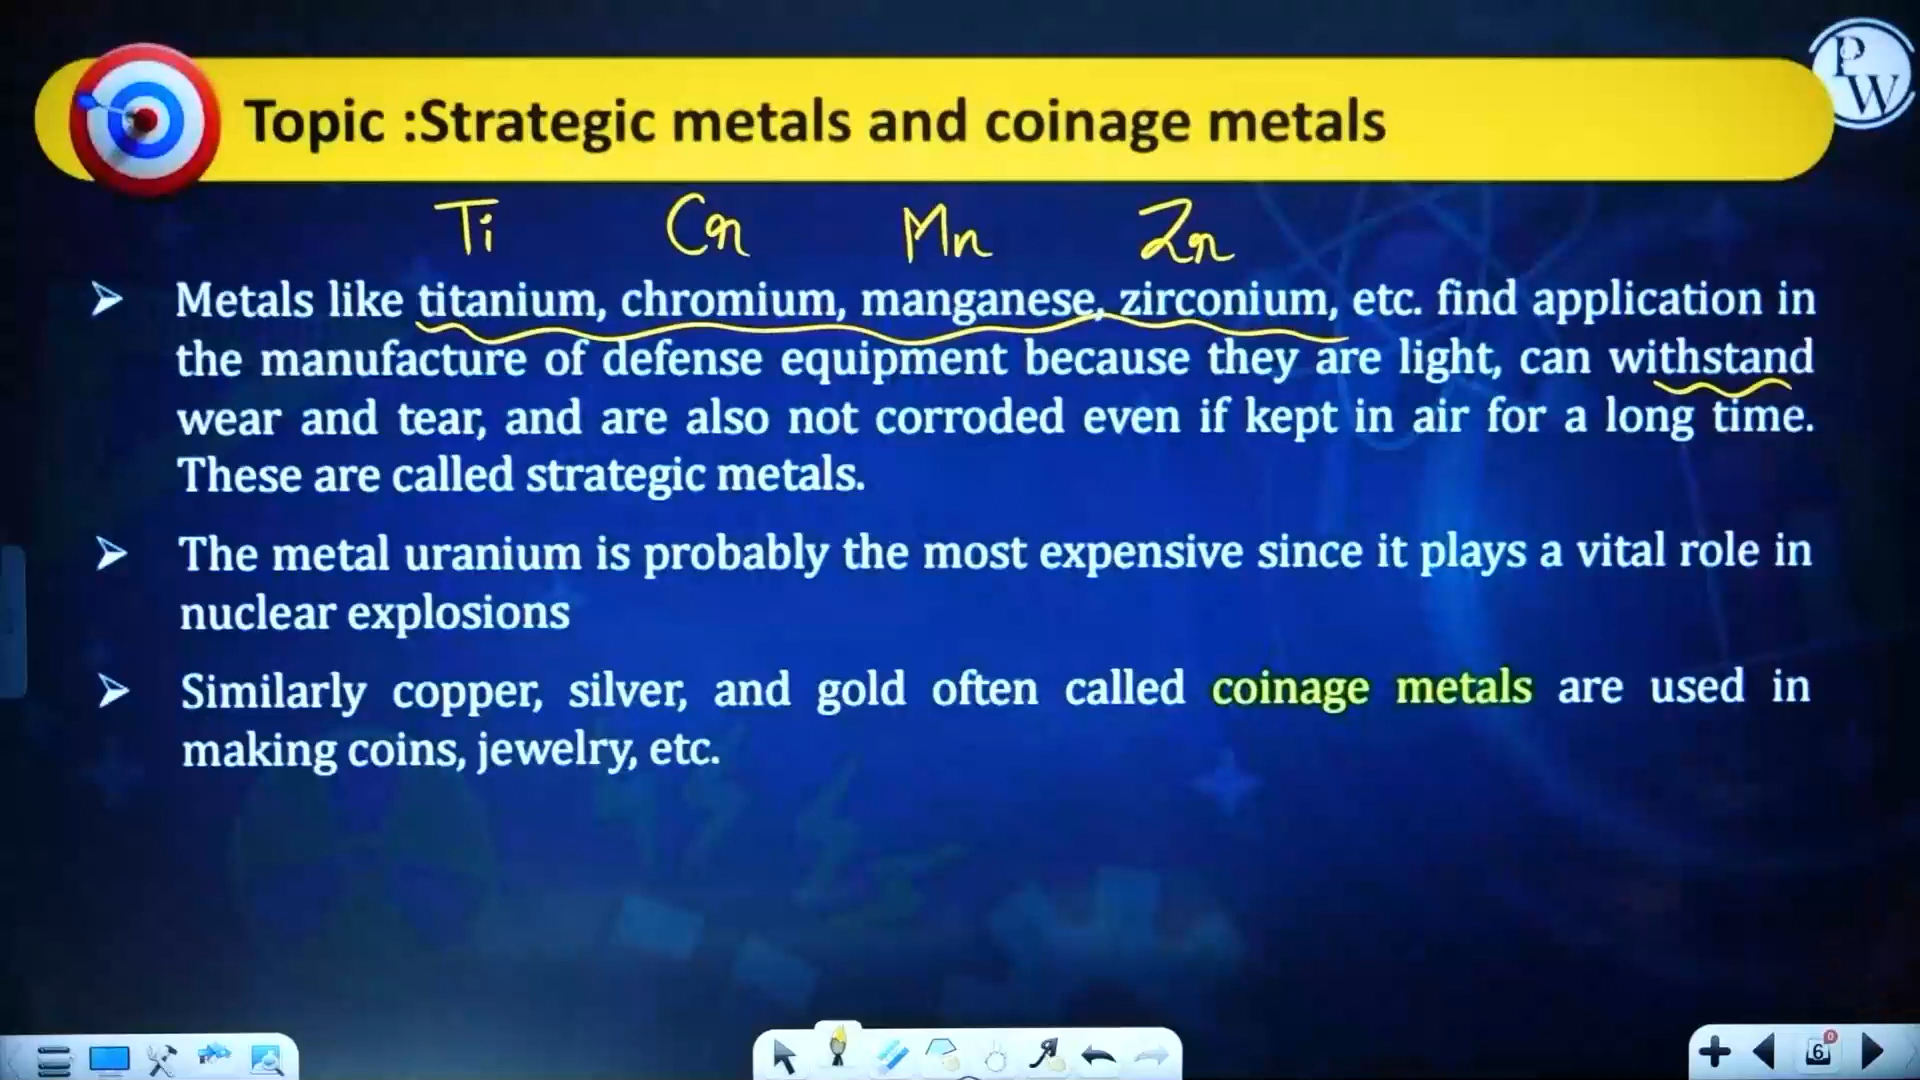 P
W
Topic :Strategic metals and coinage metals
Ti Cr Mn Zr
➤ Metals like titanium, chromium, manganese, zirconium, etc. find application in
the manufacture of defense equipment because they are light, can withstand
wear and tear, and are also not corroded even if kept in air for a long time.
These are called strategic metals.
➤ The metal uranium is probably the most expensive since it plays a vital role in
nuclear explosions
➤ Similarly copper, silver, and gold often called coinage metals are used in
making coins, jewelry, etc.
6
0